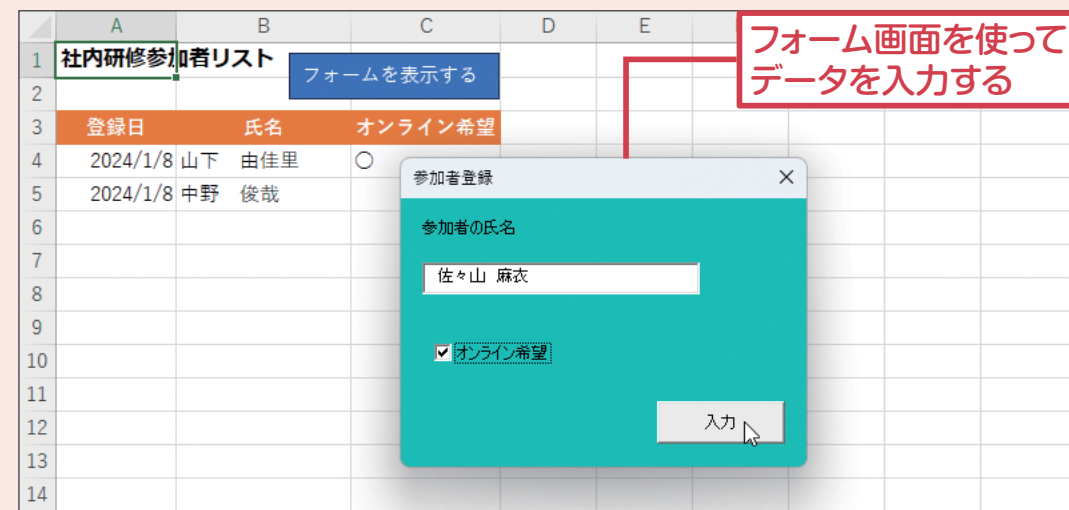 A B C D E
フォーム画面を使って
データを入力する
1 社内研修参加者リスト
フォームを表示する
2
3 登録日 氏名 オンライン希望
4 2024/1/8 山下 由佳里 〇
5 2024/1/8 中野 俊哉
参加者登録
6 参加者の氏名
7
8 佐々山 麻衣
9
10 オンライン希望
11
12 入力
13
14